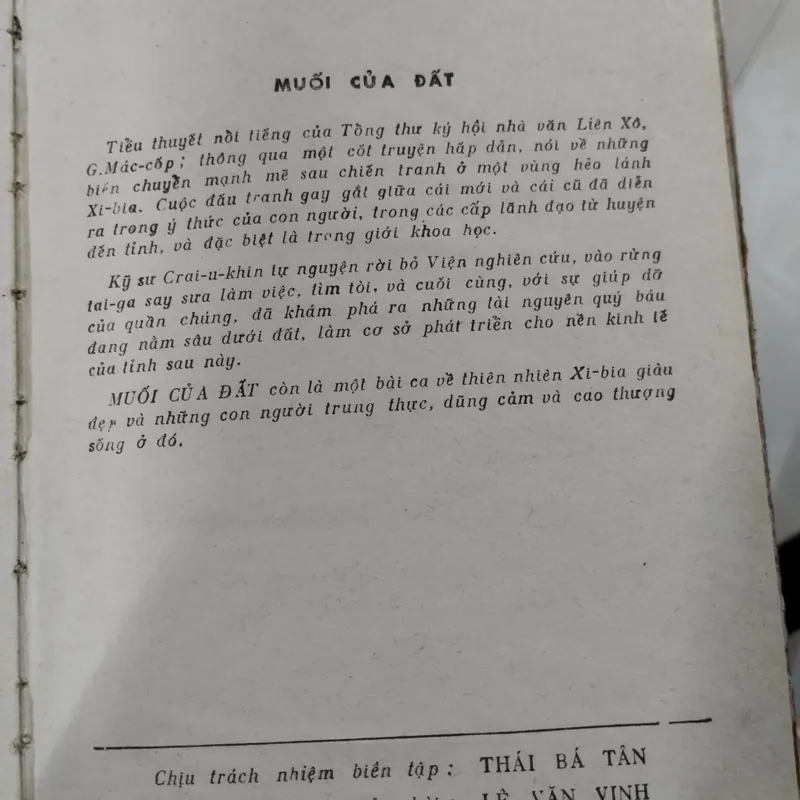 MUỐI CỦA ĐẤT
Tiểu thuyết nổi tiếng của Tổng thư ký hội nhà văn Liên Xô,
G.Mác-cốp; thông qua một cốt truyện hấp dẫn, nói về những
biến chuyển mạnh mẽ sau chiến tranh ở một vùng hẻo lánh
Xi-bia. Cuộc đấu tranh gay gắt giữa cái mới và cái cũ đã diễn
ra trong ý thức của con người, trong các cấp lãnh đạo từ huyện
đến tỉnh, và đặc biệt là trong giới khoa học.
Kỹ sư Crai-u-khin tự nguyện rời bỏ Viện nghiên cứu, vào rừng
tai-ga say sưa làm việc, tìm tòi, và cuối cùng, với sự giúp đỡ
của quần chúng, đã khám phá ra những tài nguyên quý báu
đang nằm sâu dưới đất, làm cơ sở phát triển cho nền kinh tế
của tỉnh sau này.
MUỐI CỦA ĐẤT còn là một bài ca về thiên nhiên Xi-bia giàu
đẹp và những con người trung thực, dũng cảm và cao thượng
sống ở đó.
Chịu trách nhiệm biên tập: THÁI BÁ TÂN
LÊ VĂN VINH